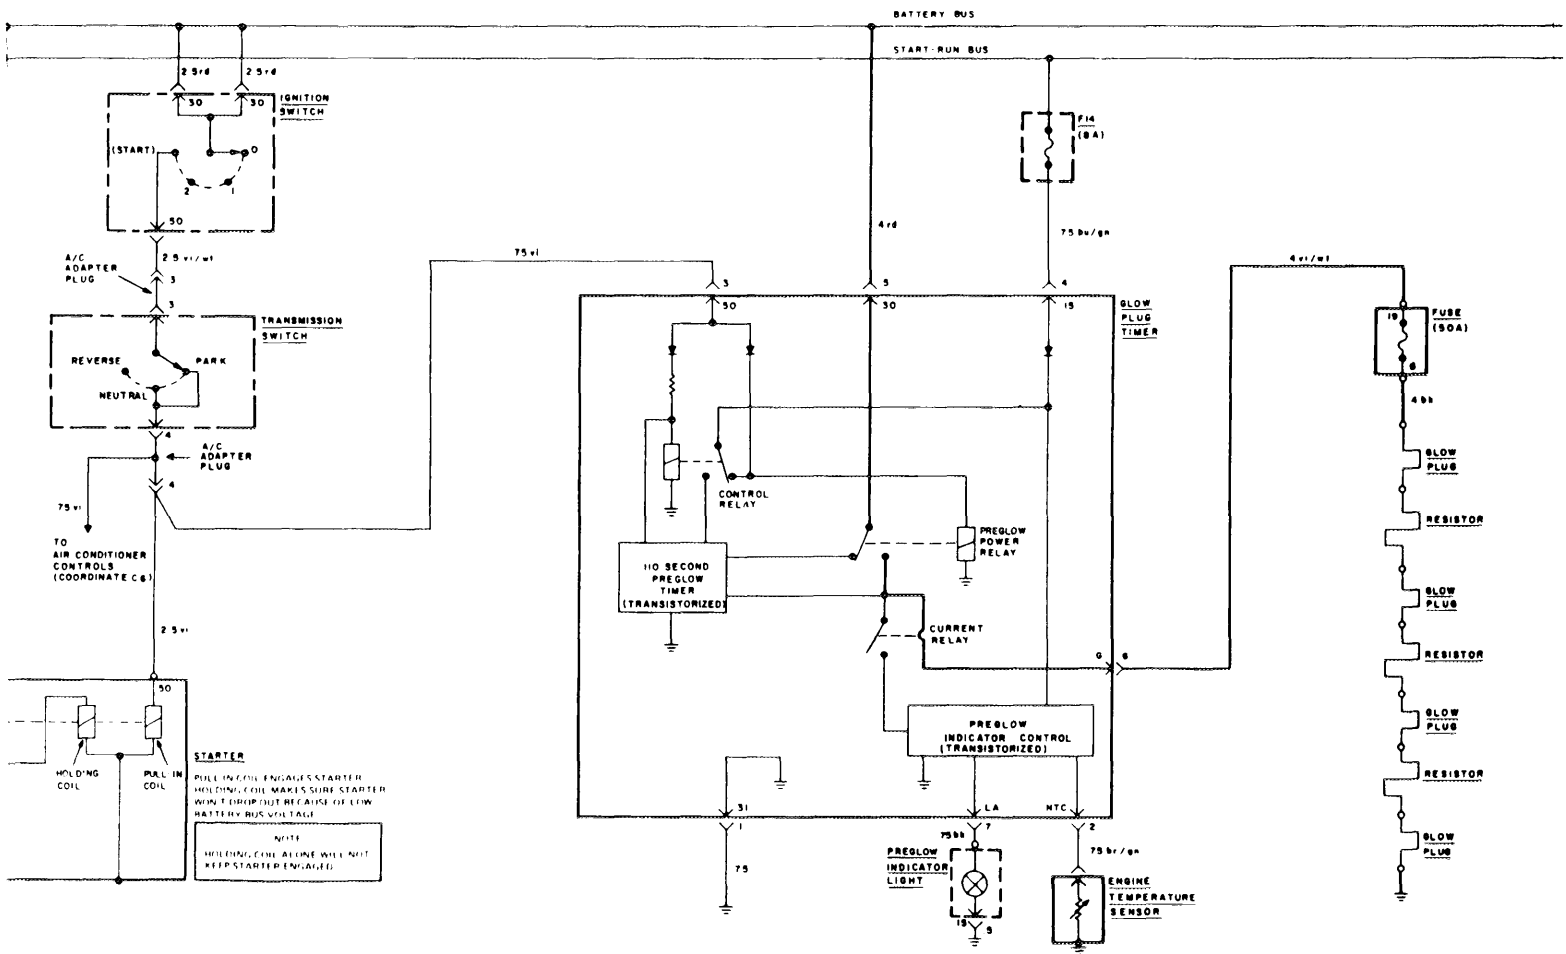 BATTERY BUS
START-RUN BUS
2 5rd
2 5rd
30
30
IGNITION
SWITCH
(START)
0
2
1
50
2 5 vi/wt
A/C
ADAPTER
PLUG
3
3
TRANSMISSION
SWITCH
REVERSE
PARK
NEUTRAL
4
A/C
ADAPTER
PLUG
4
75 vi
TO
AIR CONDITIONER
CONTROLS
(COORDINATE C6)
2 5 vi
50
HOLDING
COIL
PULL-IN
COIL
STARTER
PULL-IN COIL ENGAGES STARTER
HOLDING COIL MAKES SURE STARTER
WON'T DROP OUT BECAUSE OF LOW
BATTERY BUS VOLTAGE
NOTE
HOLDING COIL ALONE WILL NOT
KEEP STARTER ENGAGED
75 vi
3
50
4 rd
5
30
F14
(8A)
75 bu/gn
4
15
GLOW
PLUG
TIMER
CONTROL
RELAY
PREGLOW
POWER
RELAY
110 SECOND
PREGLOW
TIMER
(TRANSISTORIZED)
CURRENT
RELAY
G
6
PREGLOW
INDICATOR CONTROL
(TRANSISTORIZED)
31
1
75
LA
7
75 bk
NTC
2
75 br/gn
PREGLOW
INDICATOR
LIGHT
15
5
ENGINE
TEMPERATURE
SENSOR
4 vi/wt
19
6
FUSE
(50A)
4 bk
GLOW
PLUG
RESISTOR
GLOW
PLUG
RESISTOR
GLOW
PLUG
RESISTOR
GLOW
PLUG